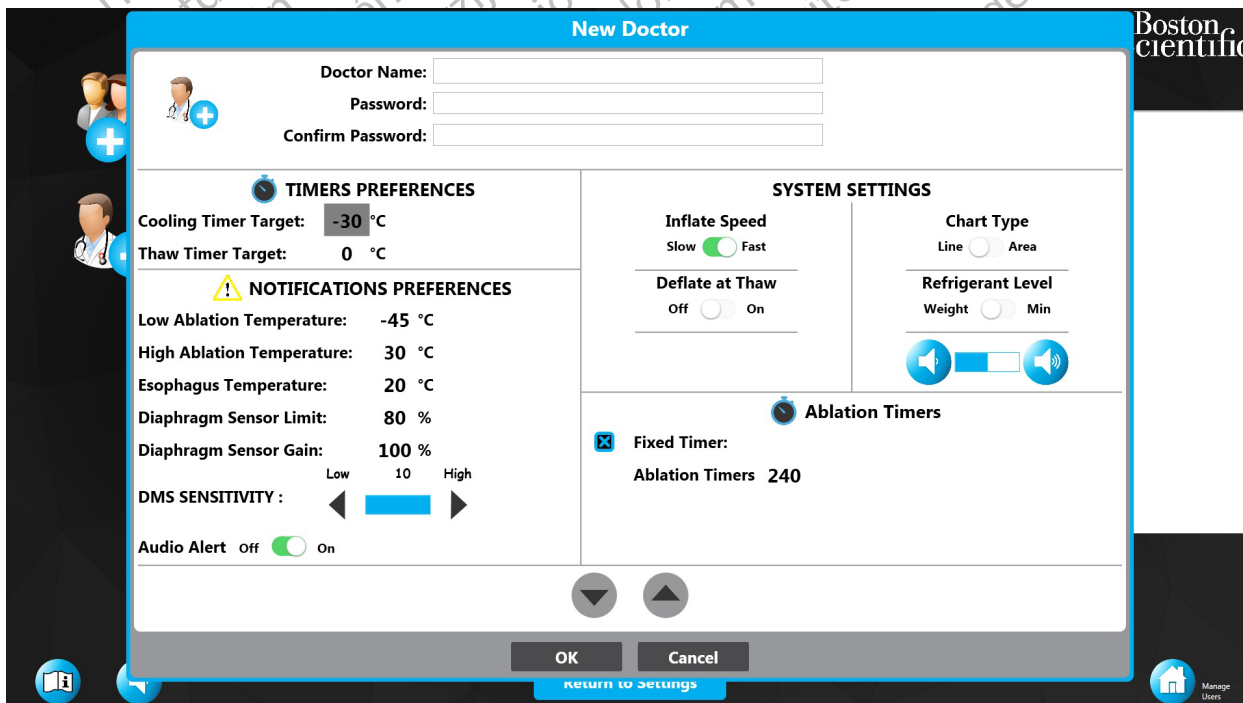 New Doctor
Boston
Scientific
Doctor Name:
Password:
Confirm Password:
TIMERS PREFERENCES
Cooling Timer Target: -30 °C
Thaw Timer Target: 0 °C
NOTIFICATIONS PREFERENCES
Low Ablation Temperature: -45 °C
High Ablation Temperature: 30 °C
Esophagus Temperature: 20 °C
Diaphragm Sensor Limit: 80 %
Diaphragm Sensor Gain: 100 %
Low 10 High
DMS SENSITIVITY :
Audio Alert Off On
SYSTEM SETTINGS
Inflate Speed
Slow Fast
Deflate at Thaw
Off On
Chart Type
Line Area
Refrigerant Level
Weight Min
Ablation Timers
Fixed Timer:
Ablation Timers 240
OK Cancel
Return to Settings
Manage
Users